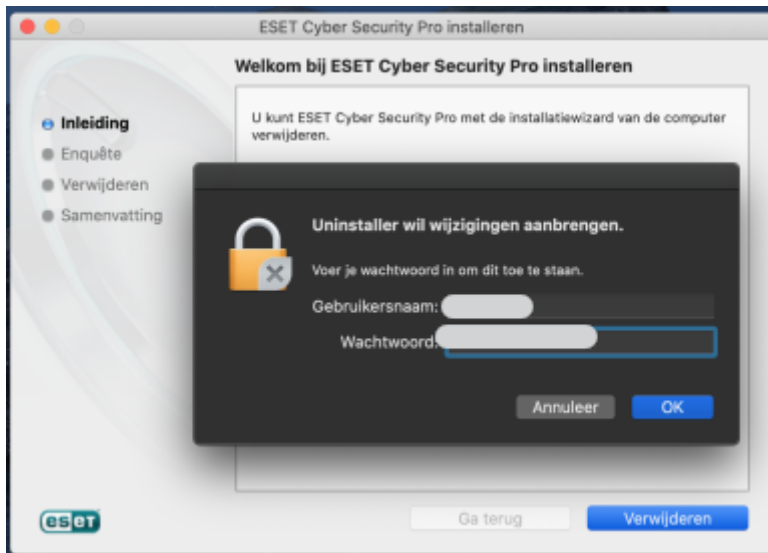 ESET Cyber Security Pro installeren
Welkom bij ESET Cyber Security Pro installeren
Inleiding
Enquête
Verwijderen
Samenvatting
U kunt ESET Cyber Security Pro met de installatiewizard van de computer
verwijderen.
Uninstaller wil wijzigingen aanbrengen.
Voer je wachtwoord in om dit toe te staan.
Gebruikersnaam:
Wachtwoord:
Annuleer
OK
eset
Ga terug
Verwijderen